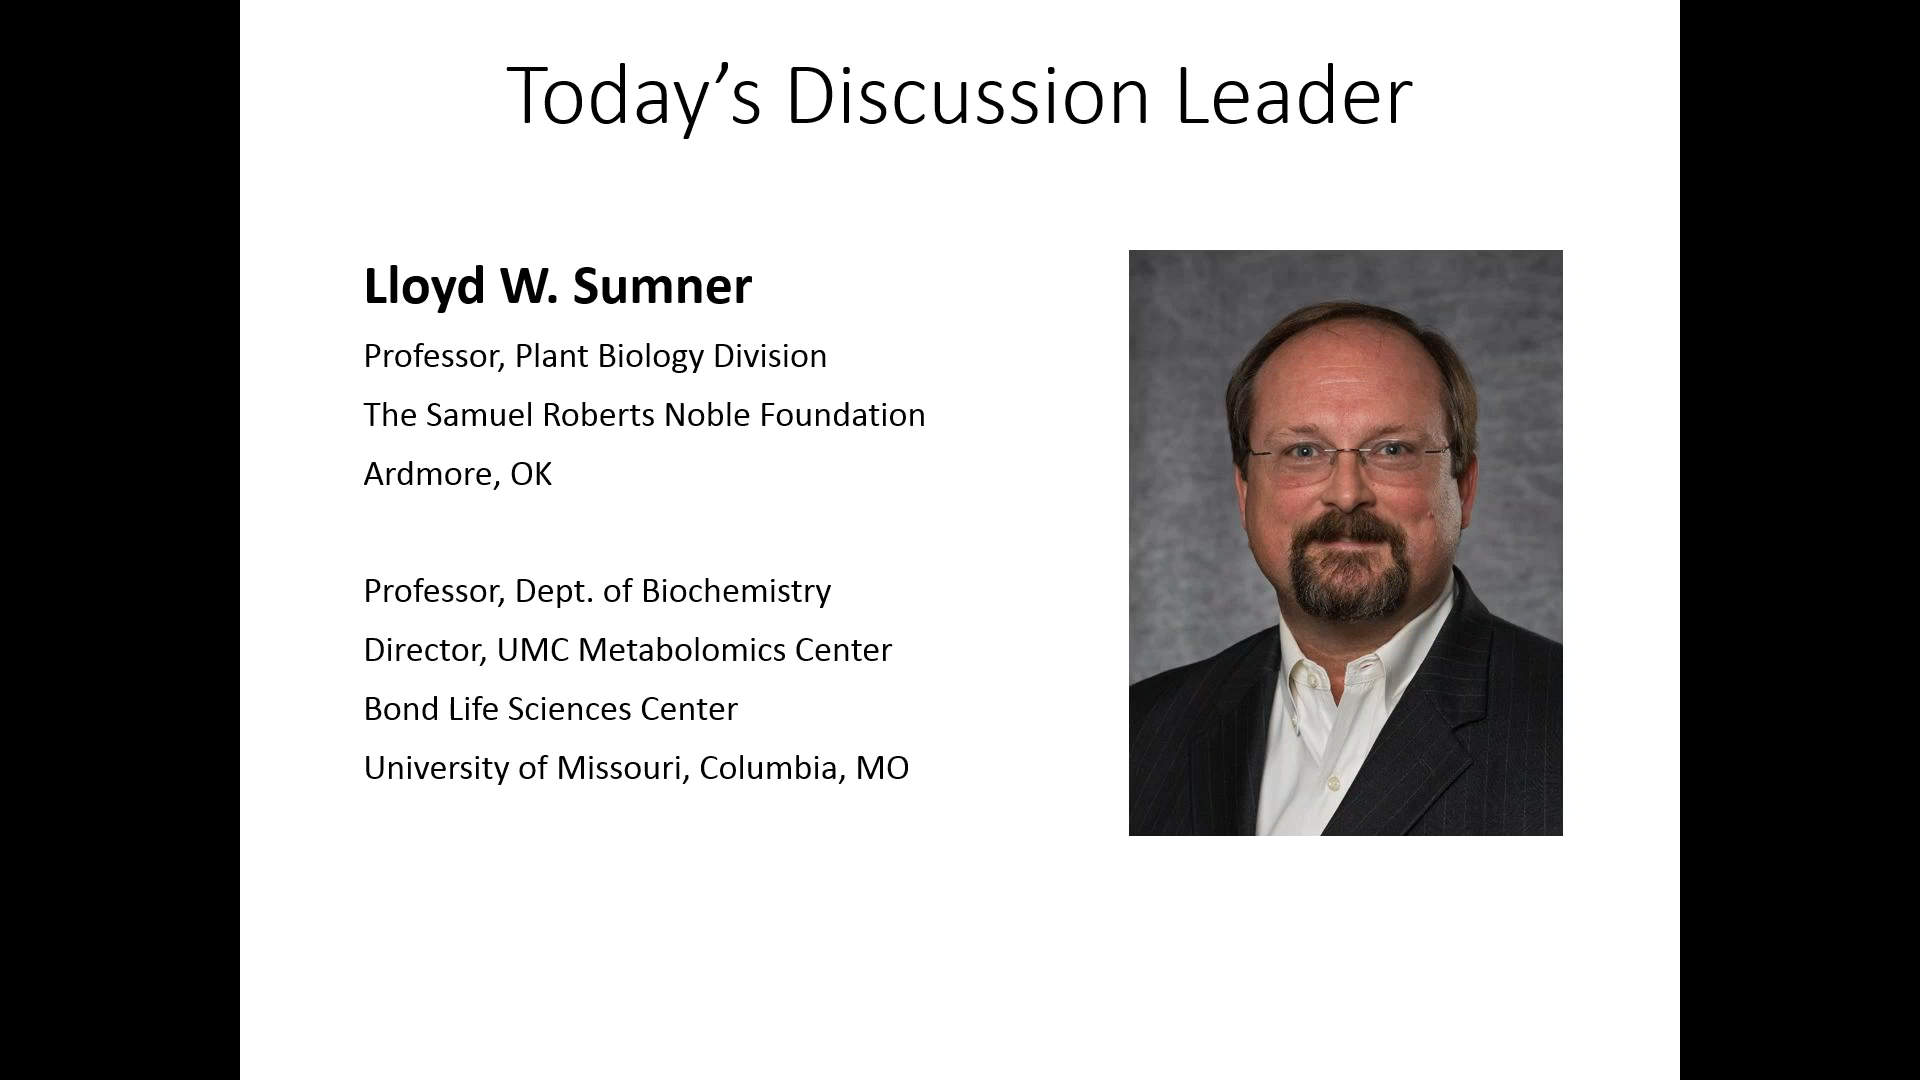 Today’s Discussion Leader
Lloyd W. Sumner
Professor, Plant Biology Division
The Samuel Roberts Noble Foundation
Ardmore, OK
Professor, Dept. of Biochemistry
Director, UMC Metabolomics Center
Bond Life Sciences Center
University of Missouri, Columbia, MO